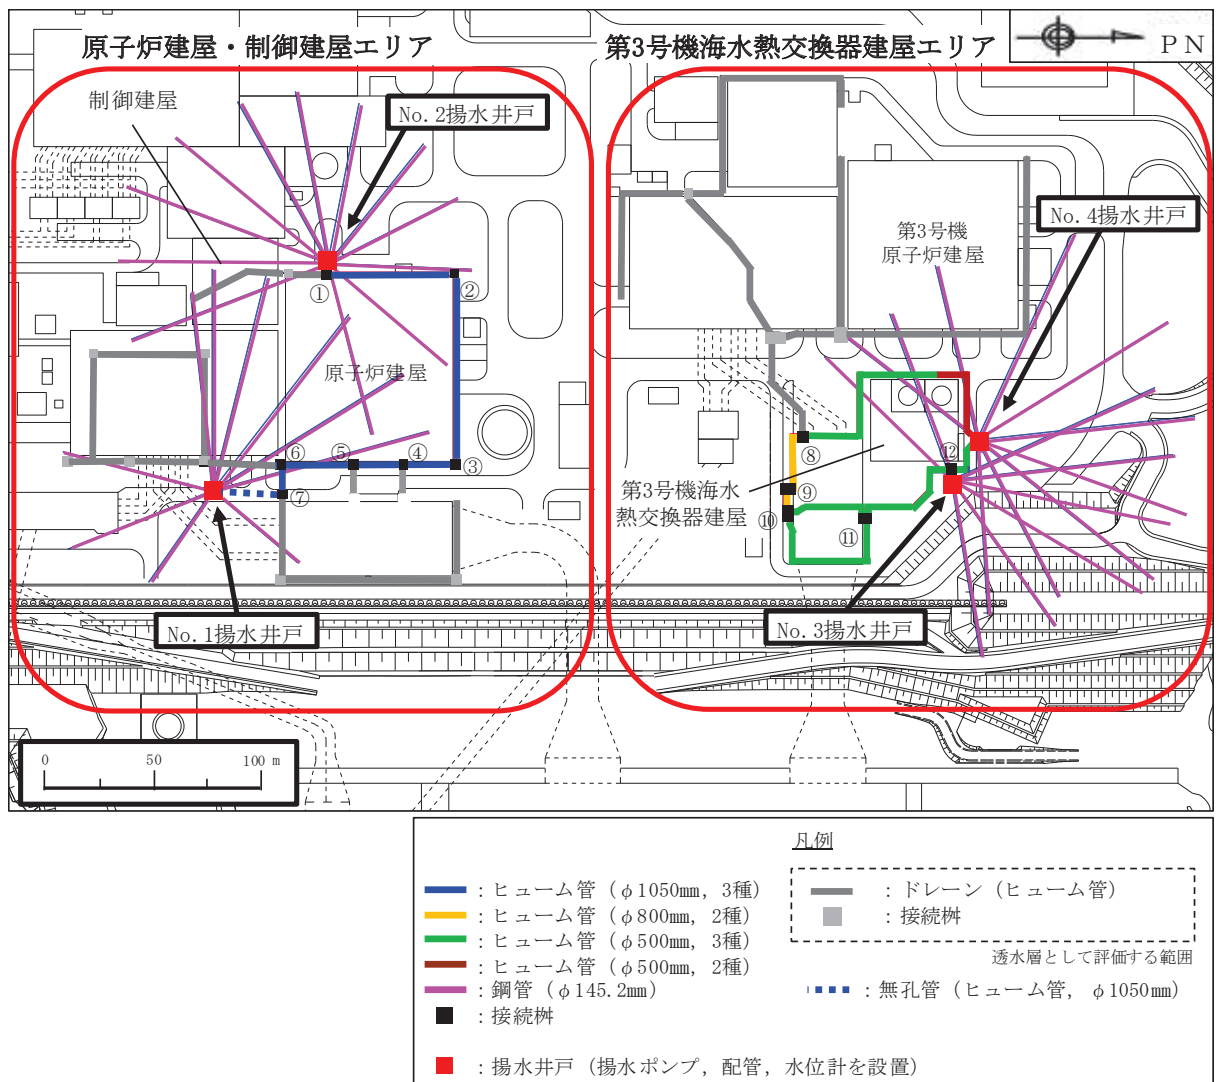 原子炉建屋・制御建屋エリア
第3号機海水熱交換器建屋エリア
PN
制御建屋
No.2揚水井戸
第3号機
原子炉建屋
No.4揚水井戸
①
②
原子炉建屋
⑥
⑤
④
③
⑦
⑧
⑫
第3号機海水
熱交換器建屋
⑨
⑩
⑪
No.1揚水井戸
No.3揚水井戸
0 50 100 m
凡例
：ヒューム管（φ1050mm，3種）
：ヒューム管（φ800mm，2種）
：ヒューム管（φ500mm，3種）
：ヒューム管（φ500mm，2種）
：鋼管（φ145.2mm）
：接続桝
：揚水井戸（揚水ポンプ，配管，水位計を設置）
：ドレーン（ヒューム管）
：接続桝
透水層として評価する範囲
：無孔管（ヒューム管，φ1050mm）